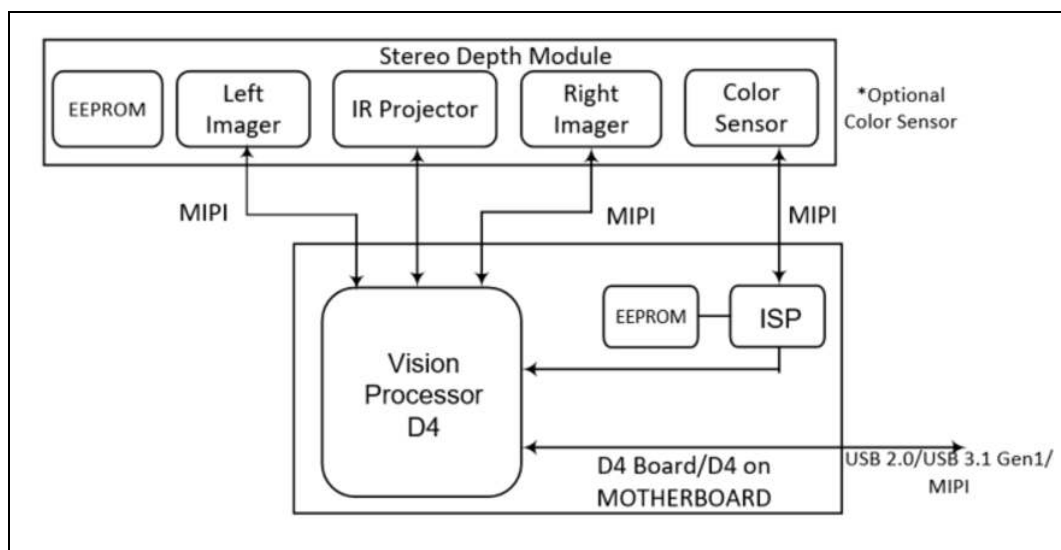 Stereo Depth Module
EEPROM
Left
Imager
IR Projector
Right
Imager
Color
Sensor
*Optional
Color Sensor
MIPI
MIPI
MIPI
EEPROM
ISP
Vision
Processor
D4
D4 Board/D4 on
MOTHERBOARD
USB 2.0/USB 3.1 Gen1/
MIPI